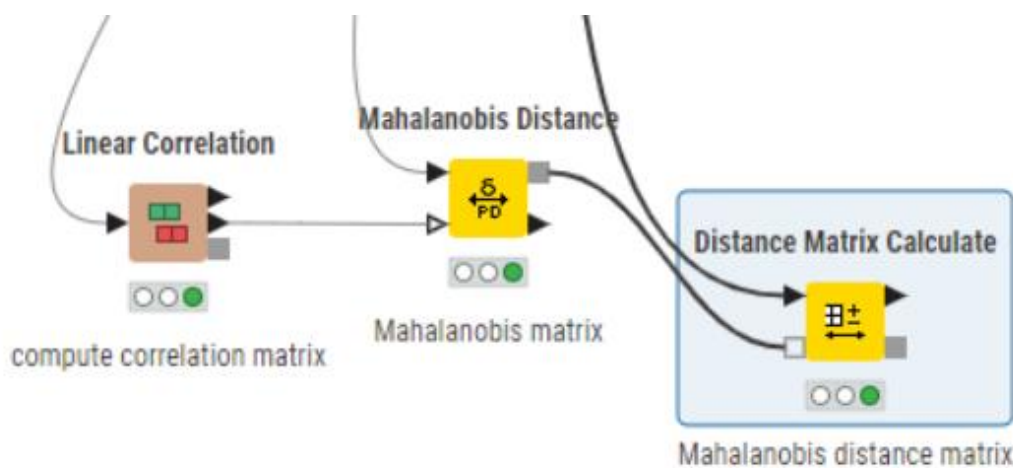 Linear Correlation
compute correlation matrix
Mahalanobis Distance
δ
PD
Mahalanobis matrix
Distance Matrix Calculate
Mahalanobis distance matrix